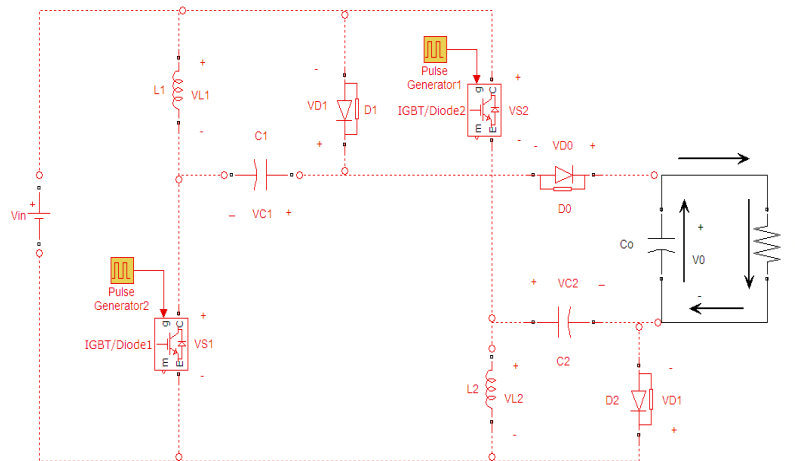 +
L1
VL1
-
Pulse
Generator1
+
g C
IGBT/Diode2
VS2
m E
-
-
VD1
D1
+
C1
- VD0 +
D0
Vin
+
– VC1 +
Pulse
Generator2
+
g C
IGBT/Diode1
VS1
m E
-
Co
+
V0
-
+ VC2 –
C2
+
L2
VL2
-
-
D2
VD1
+